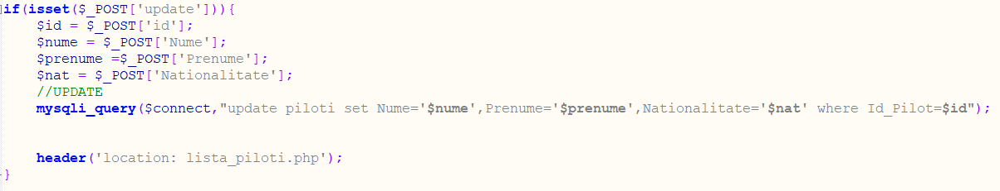 if(isset($_POST['update'])){
$id = $_POST['id'];
$nume = $_POST['Nume'];
$prenume =$_POST['Prenume'];
$nat = $_POST['Nationalitate'];
//UPDATE
mysqli_query($connect,"update piloti set Nume='$nume',Prenume='$prenume',Nationalitate='$nat' where Id_Pilot=$id");
header('location: lista_piloti.php');
}